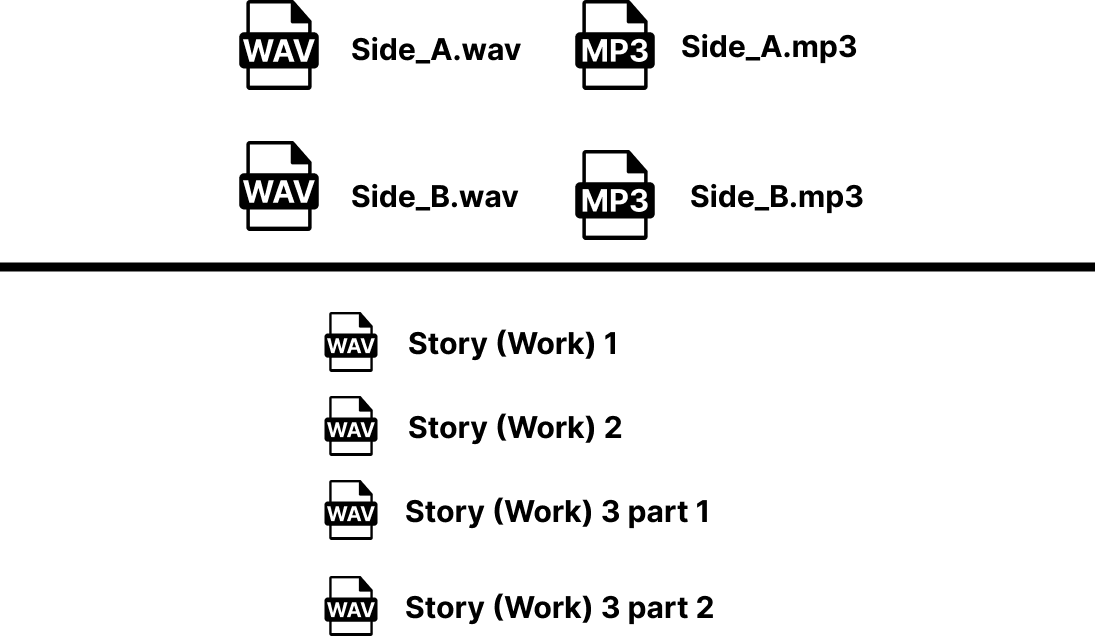 WAV Side_A.wav MP3 Side_A.mp3
WAV Side_B.wav MP3 Side_B.mp3
WAV Story (Work) 1
WAV Story (Work) 2
WAV Story (Work) 3 part 1
WAV Story (Work) 3 part 2